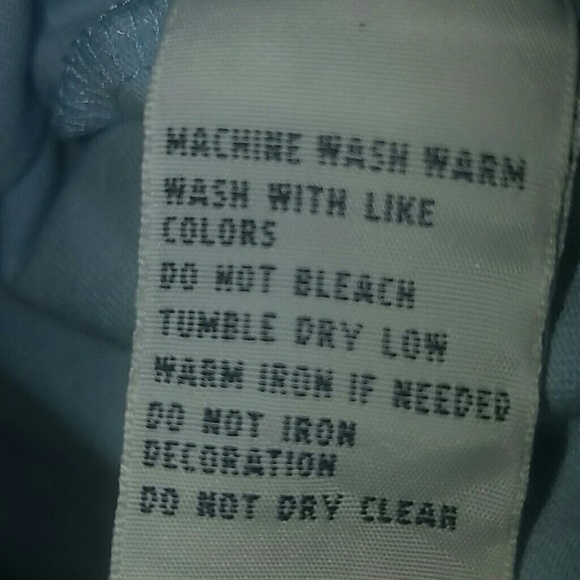 MACHINE WASH WARM
WASH WITH LIKE
COLORS
DO NOT BLEACH
TUMBLE DRY LOW
WARM IRON IF NEEDED
DO NOT IRON
DECORATION
DO NOT DRY CLEAN